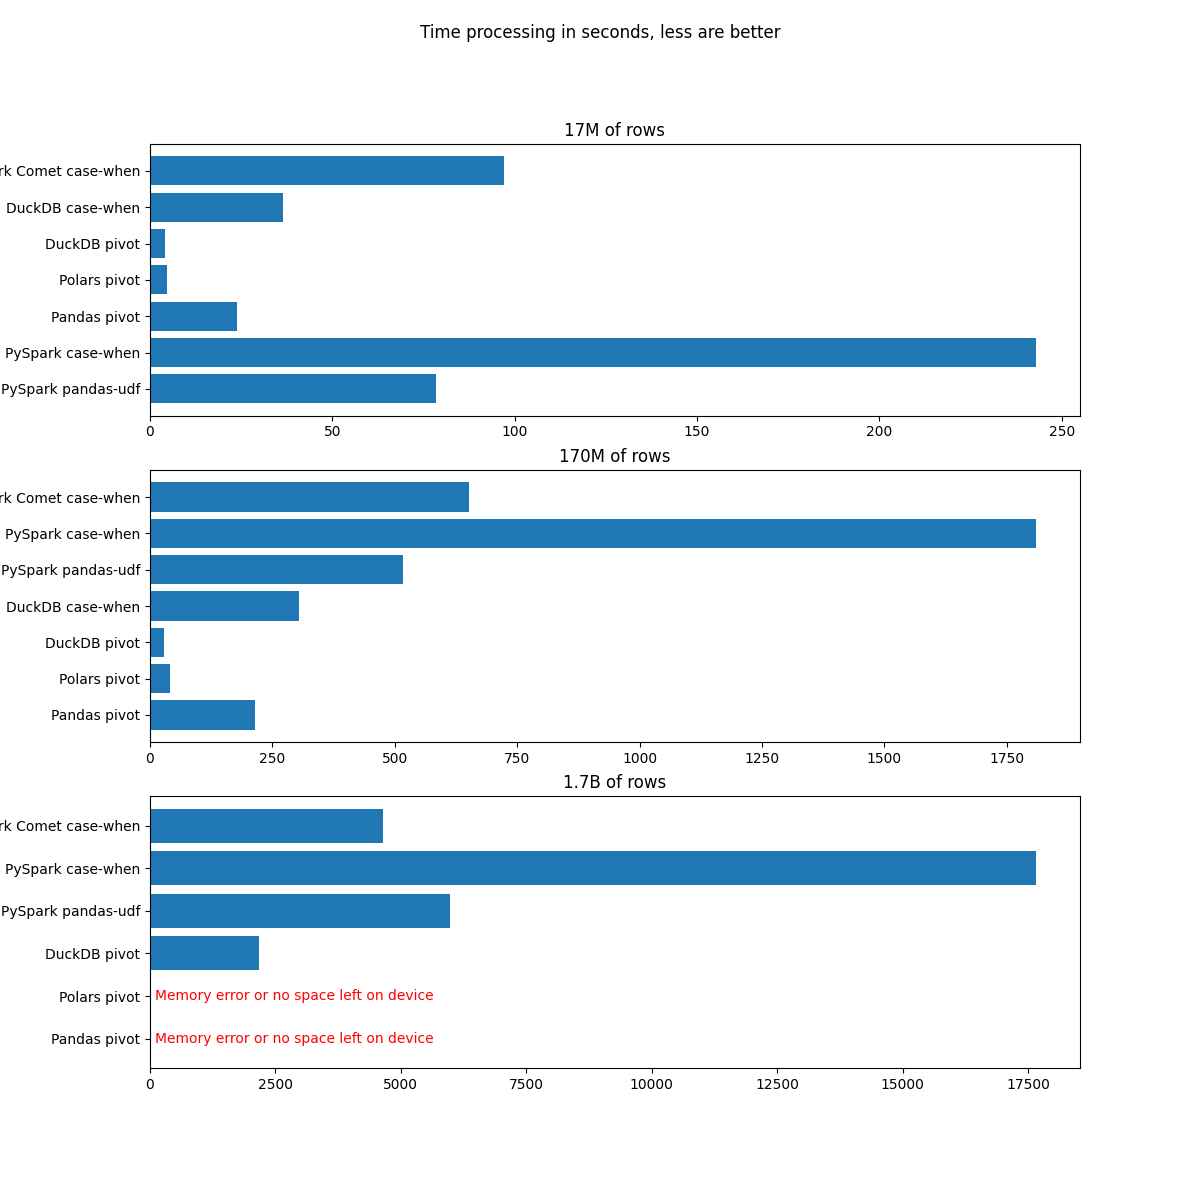 Time processing in seconds, less are better
17M of rows
rk Comet case-when
DuckDB case-when
DuckDB pivot
Polars pivot
Pandas pivot
PySpark case-when
PySpark pandas-udf
0 50 100 150 200 250
170M of rows
rk Comet case-when
PySpark case-when
PySpark pandas-udf
DuckDB case-when
DuckDB pivot
Polars pivot
Pandas pivot
0 250 500 750 1000 1250 1500 1750
1.7B of rows
rk Comet case-when
PySpark case-when
PySpark pandas-udf
DuckDB pivot
Polars pivot Memory error or no space left on device
Pandas pivot Memory error or no space left on device
0 2500 5000 7500 10000 12500 15000 17500